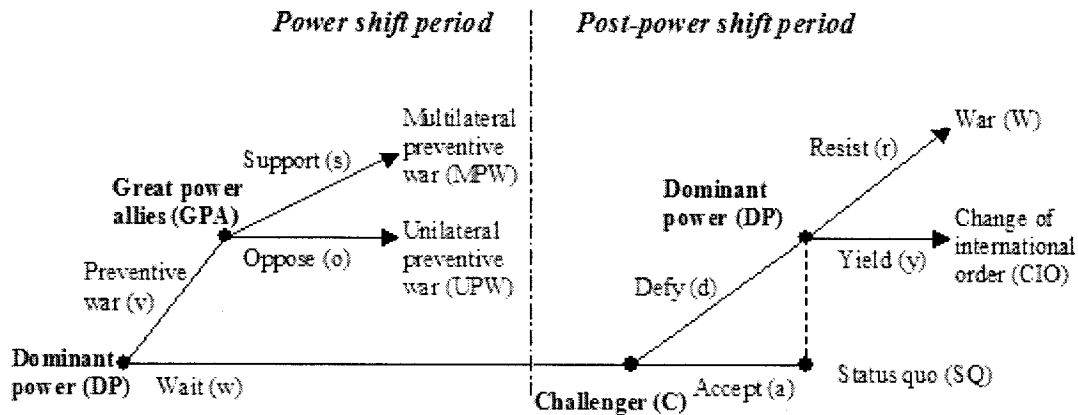 Power shift period
Post-power shift period
Multilateral
preventive
war (MPW)
War (W)
Support (s)
Resist (r)
Great power
allies (GPA)
Dominant
power (DP)
Unilateral
preventive
war (UPW)
Change of
international
order (CIO)
Oppose (o)
Yield (y)
Preventive
war (v)
Defy (d)
Dominant
power (DP)
Wait (w)
Challenger (C)
Accept (a)
Status quo (SQ)